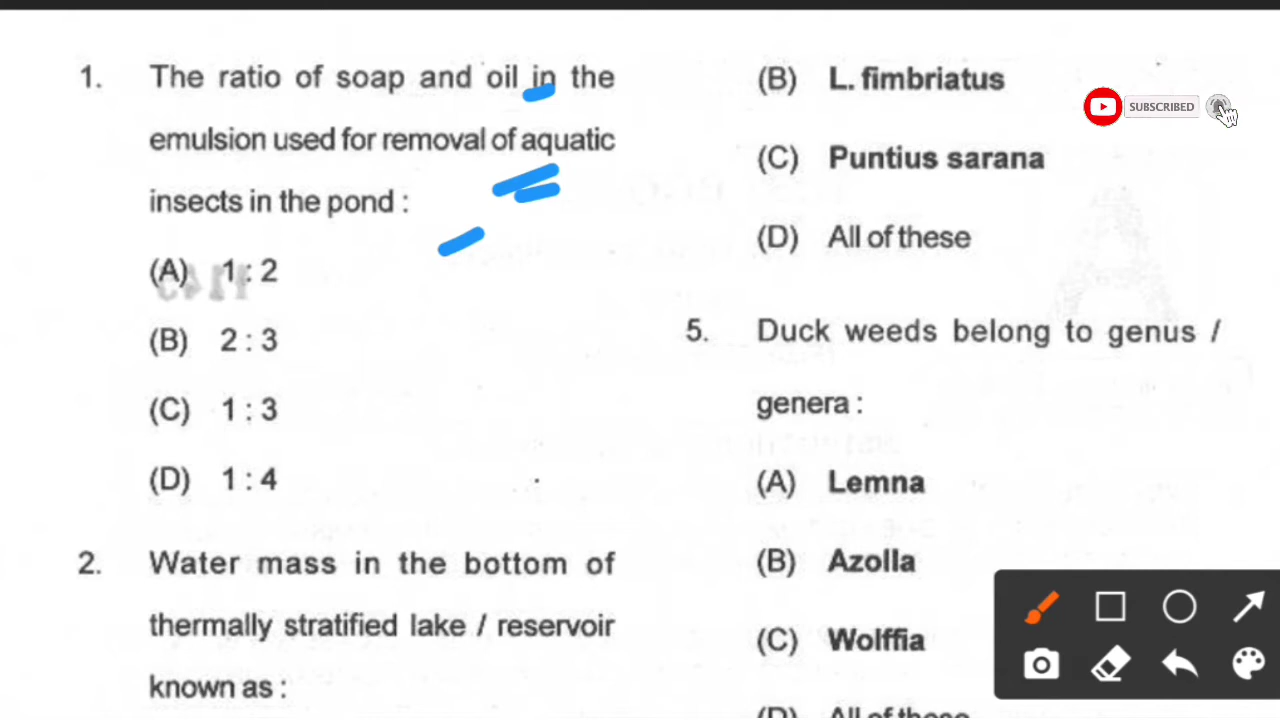 1. The ratio of soap and oil in the
emulsion used for removal of aquatic
insects in the pond :
(A) 1 : 2
(B) 2 : 3
(C) 1 : 3
(D) 1 : 4
2. Water mass in the bottom of
thermally stratified lake / reservoir
known as :
(B) L. fimbriatus
(C) Puntius sarana
(D) All of these
5. Duck weeds belong to genus /
genera :
(A) Lemna
(B) Azolla
(C) Wolffia
(D) All of these
SUBSCRIBED